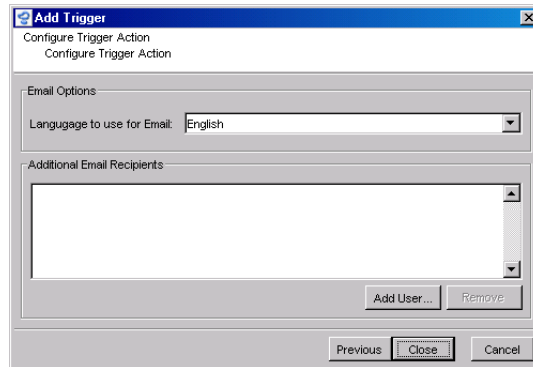 Add Trigger
Configure Trigger Action
Configure Trigger Action
Email Options
Langugage to use for Email: English
Additional Email Recipients
Add User... Remove
Previous Close Cancel